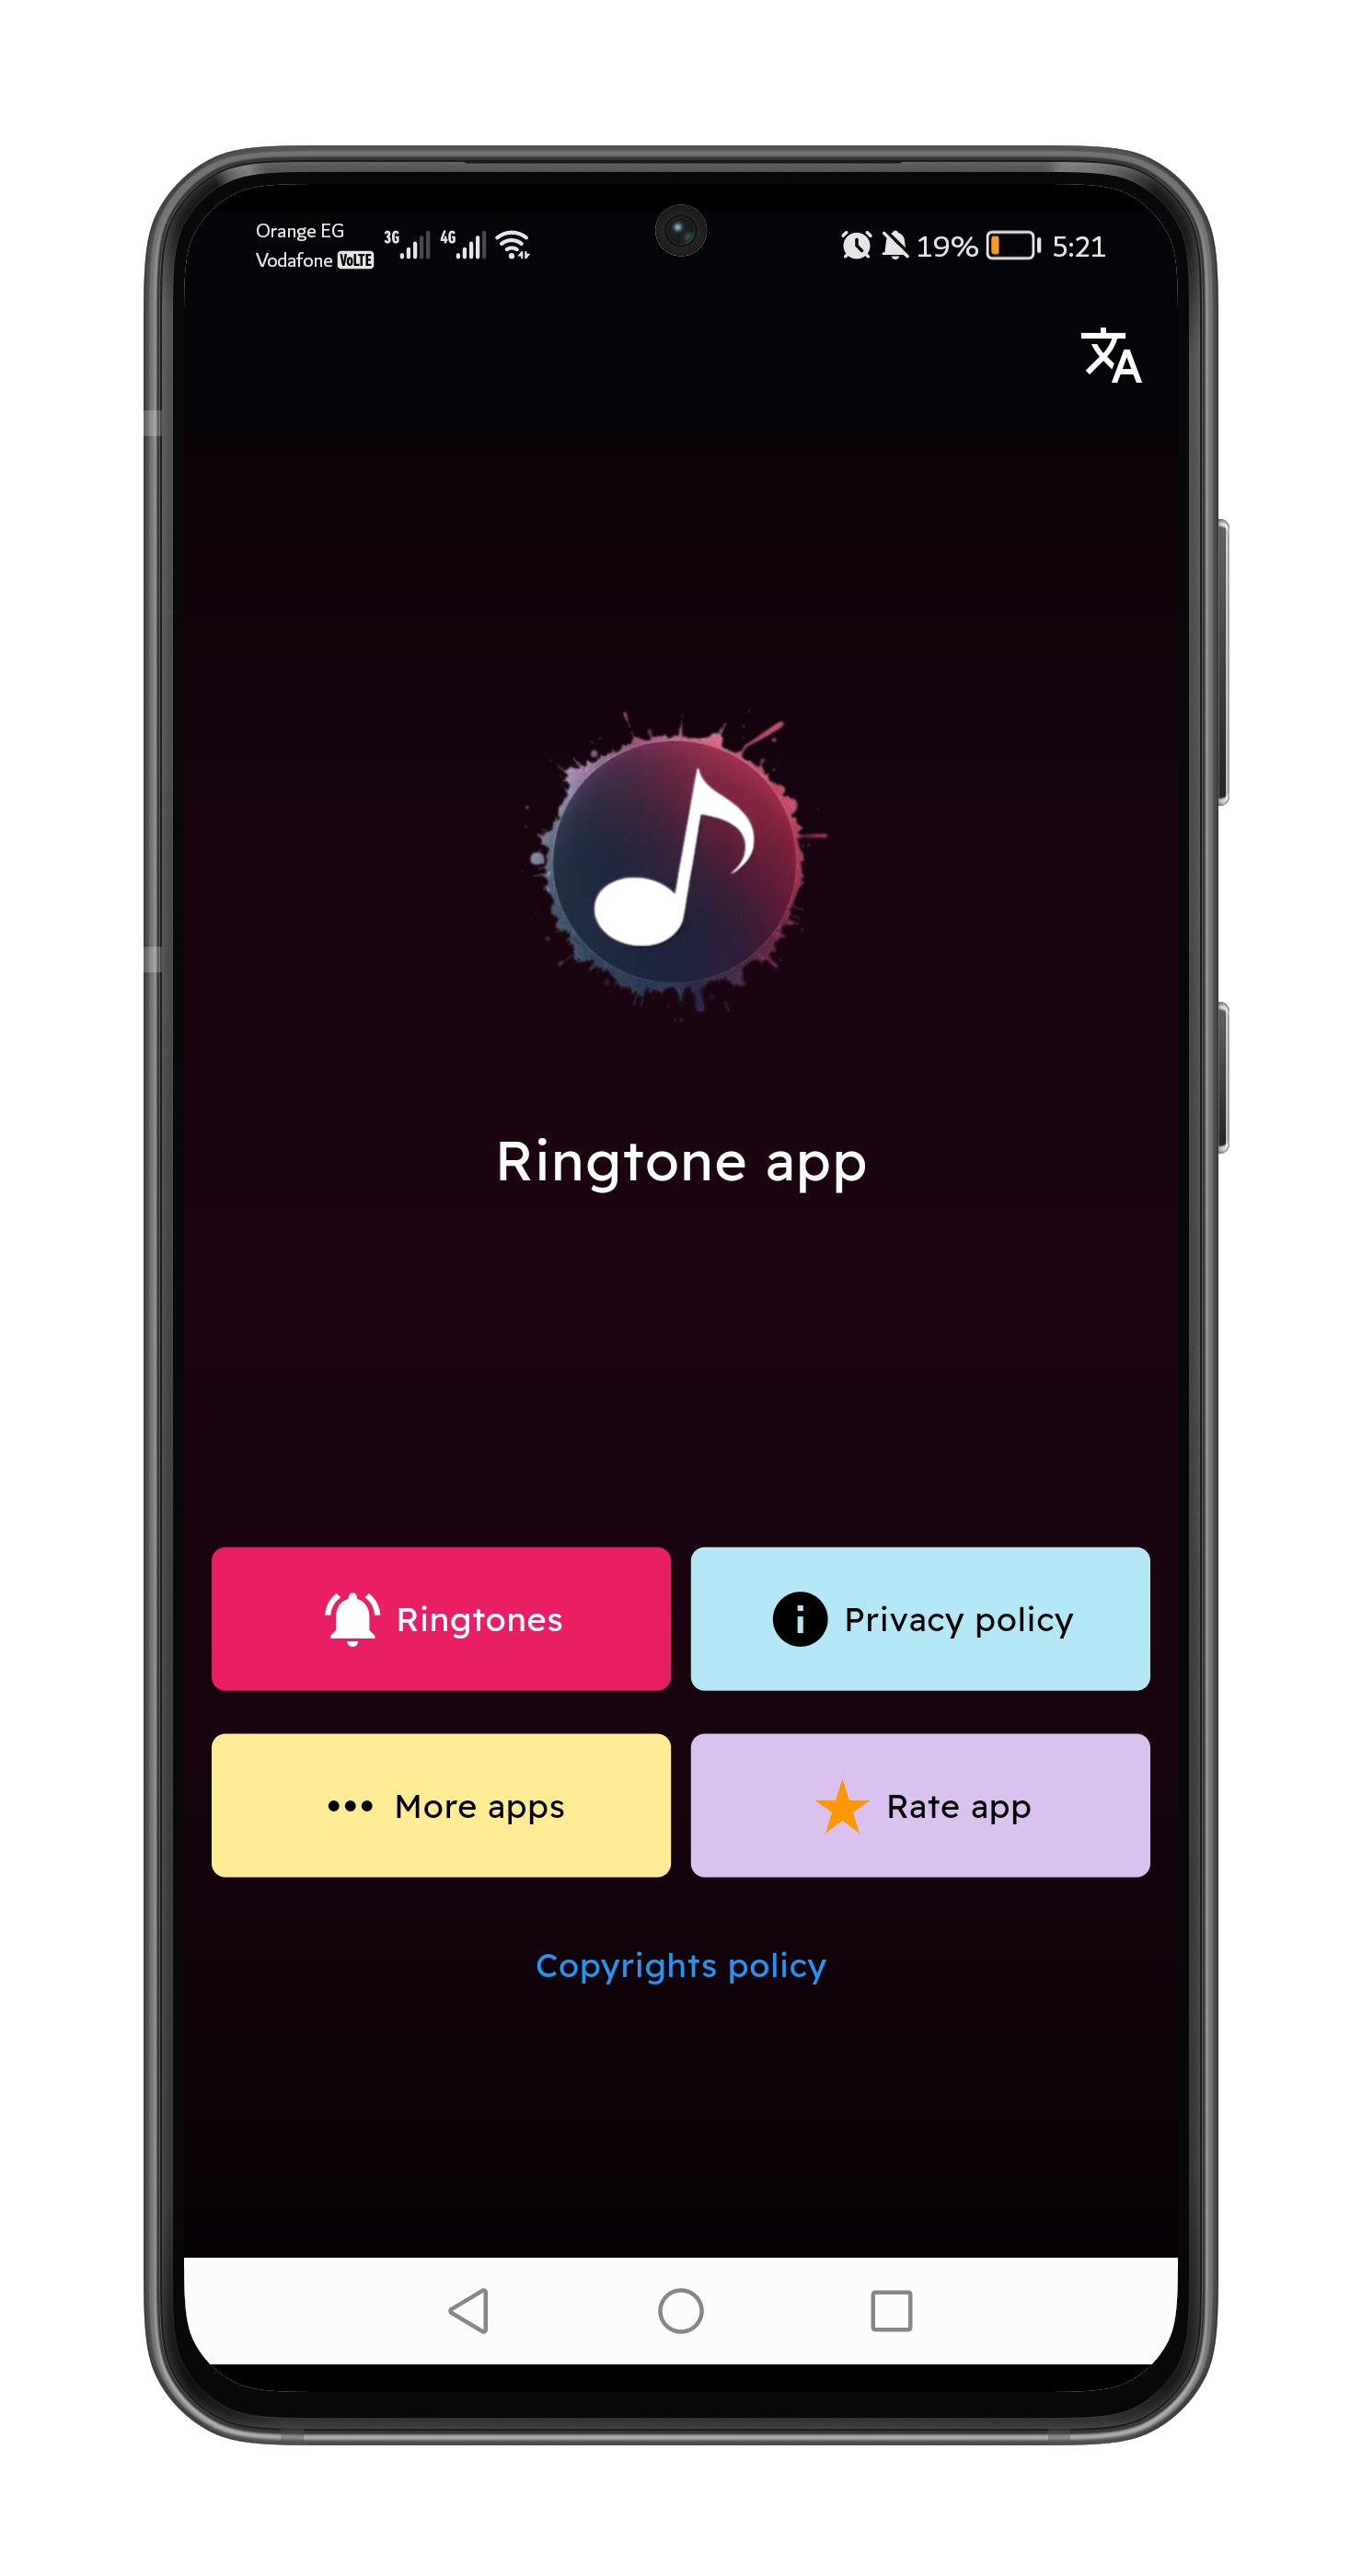 Orange EG
Vodafone VoLTE
3G 4G
19% 5:21
Ringtone app
Ringtones
Privacy policy
More apps
Rate app
Copyrights policy